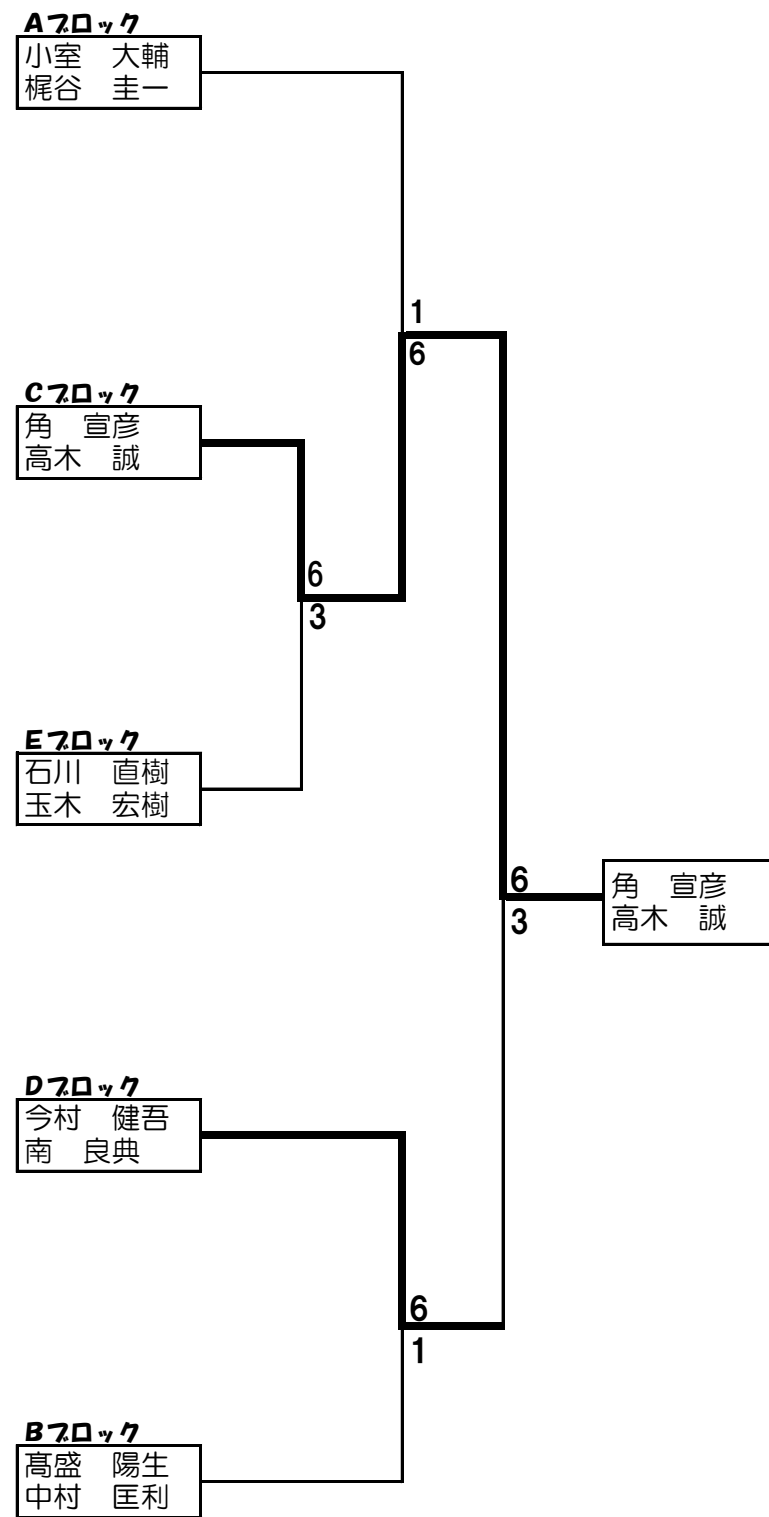 Aブロック
小室　大輔
梶谷　圭一
1
6
Cブロック
角　宣彦
高木　誠
6
3
Eブロック
石川　直樹
玉木　宏樹
6
3
角　宣彦
高木　誠
Dブロック
今村　健吾
南　良典
6
1
Bブロック
髙盛　陽生
中村　匡利